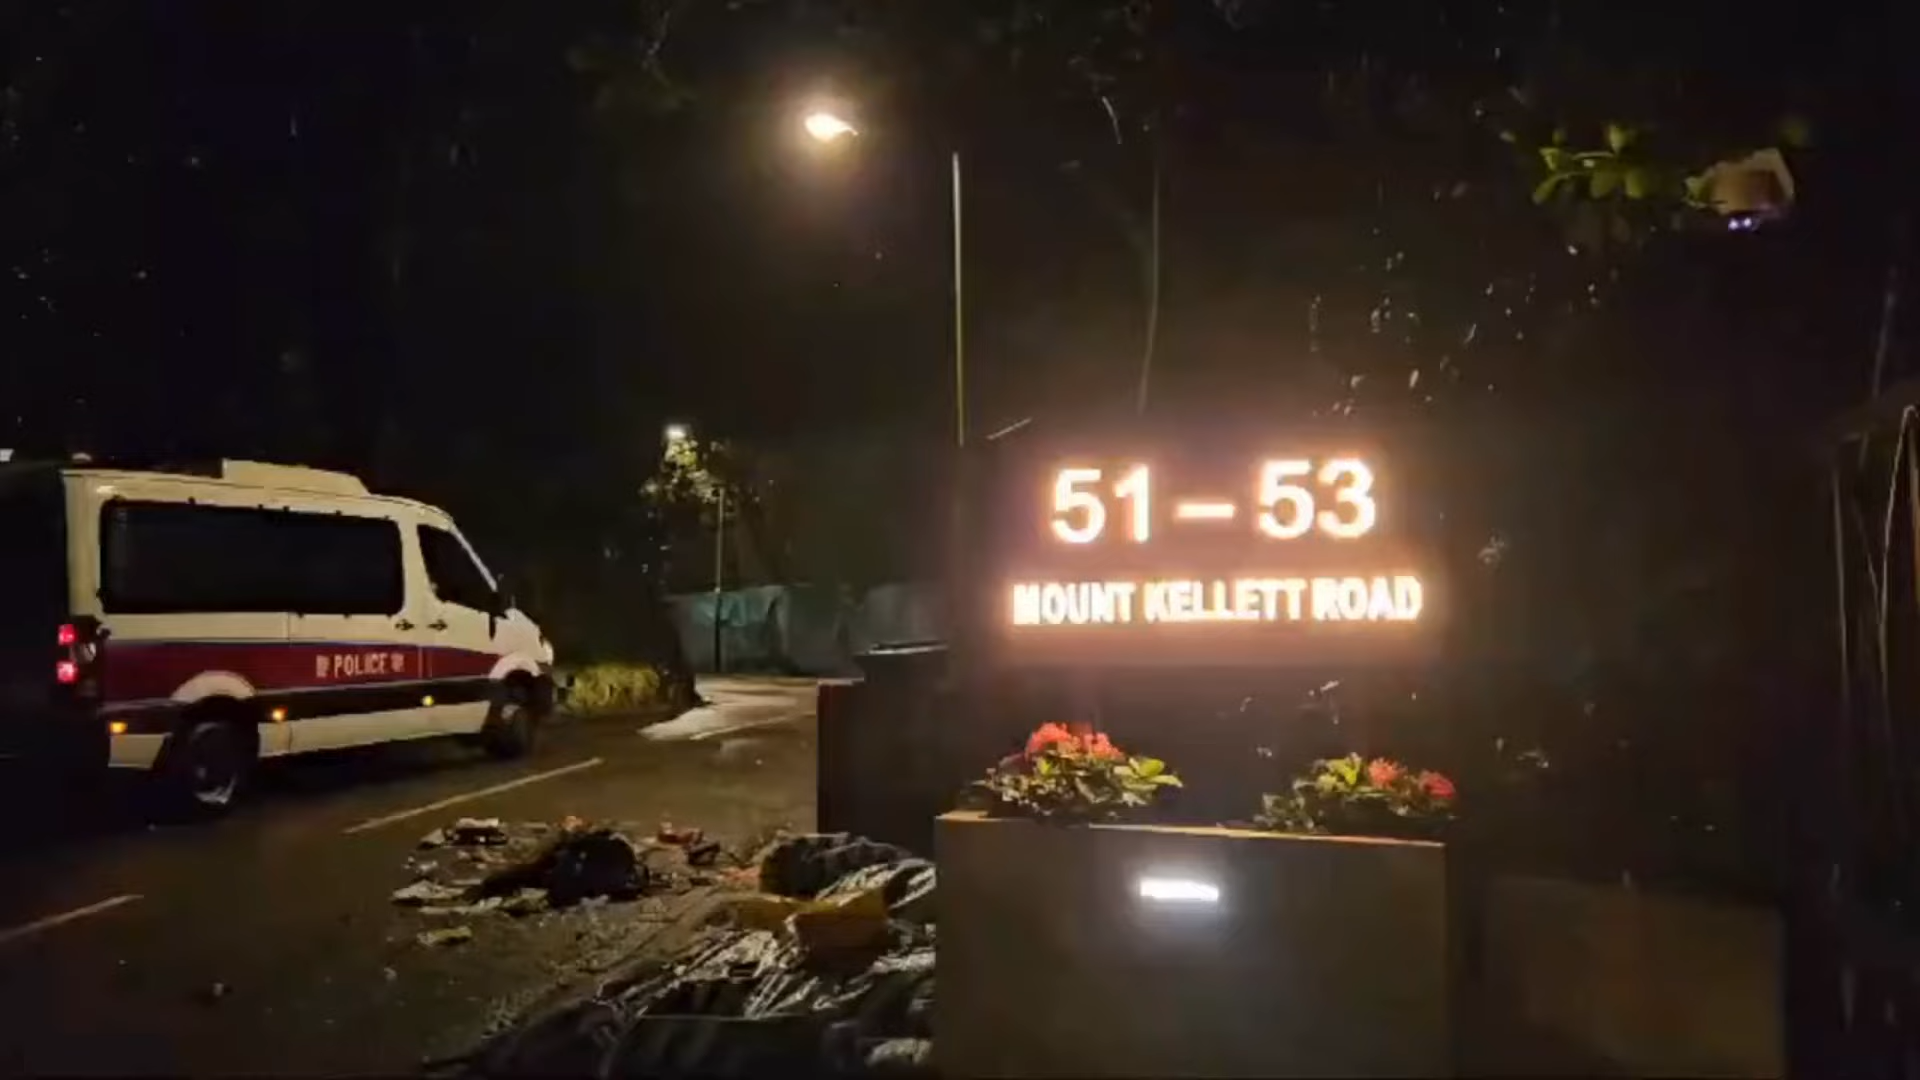 51 – 53
MOUNT KELLETT ROAD
POLICE